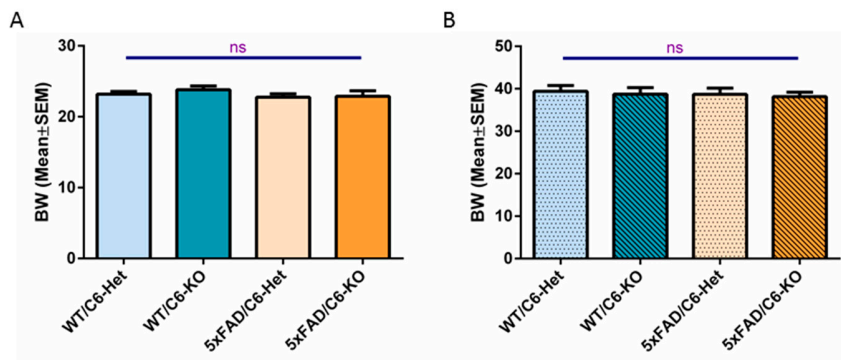 A
BW (Mean±SEM)
30
20
10
0
ns
WT/C6-Het
WT/C6-KO
5xFAD/C6-Het
5xFAD/C6-KO
B
BW (Mean±SEM)
50
40
30
20
10
0
ns
WT/C6-Het
WT/C6-KO
5xFAD/C6-Het
5xFAD/C6-KO